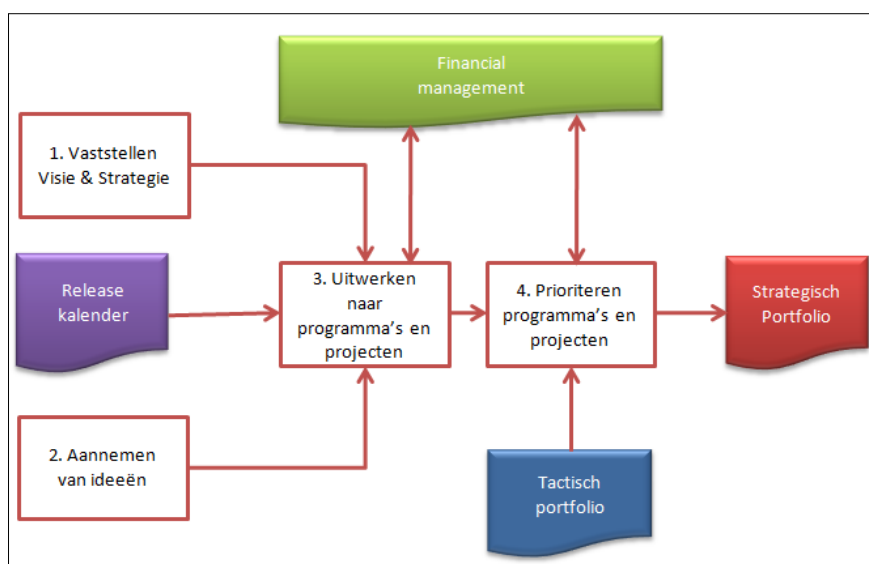 Financial
management
1. Vaststellen
Visie & Strategie
Release
kalender
3. Uitwerken
naar
programma's en
projecten
4. Prioriteren
programma's en
projecten
Strategisch
Portfolio
2. Aannemen
van ideeën
Tactisch
portfolio